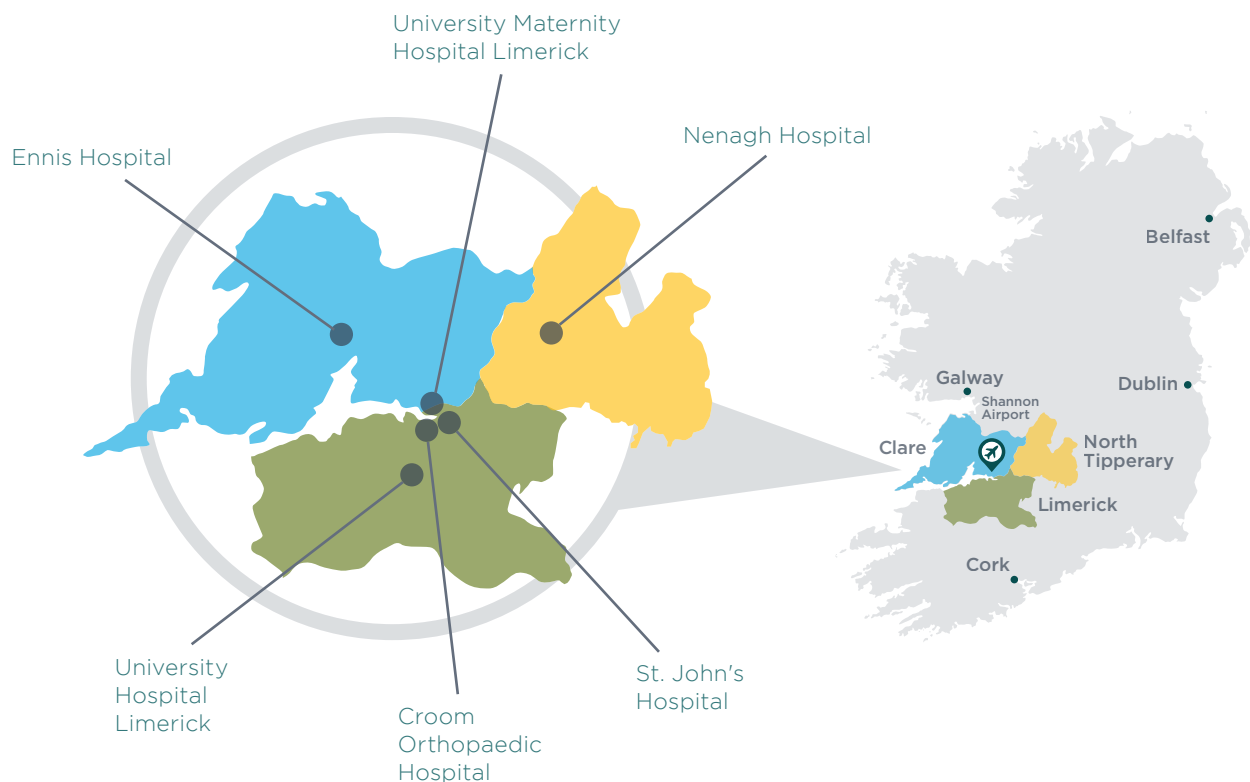 University Maternity
Hospital Limerick
Ennis Hospital
Nenagh Hospital
University
Hospital
Limerick
Croom
Orthopaedic
Hospital
St. John's
Hospital
Belfast
Dublin
Galway
Shannon
Airport
Clare
North
Tipperary
Limerick
Cork